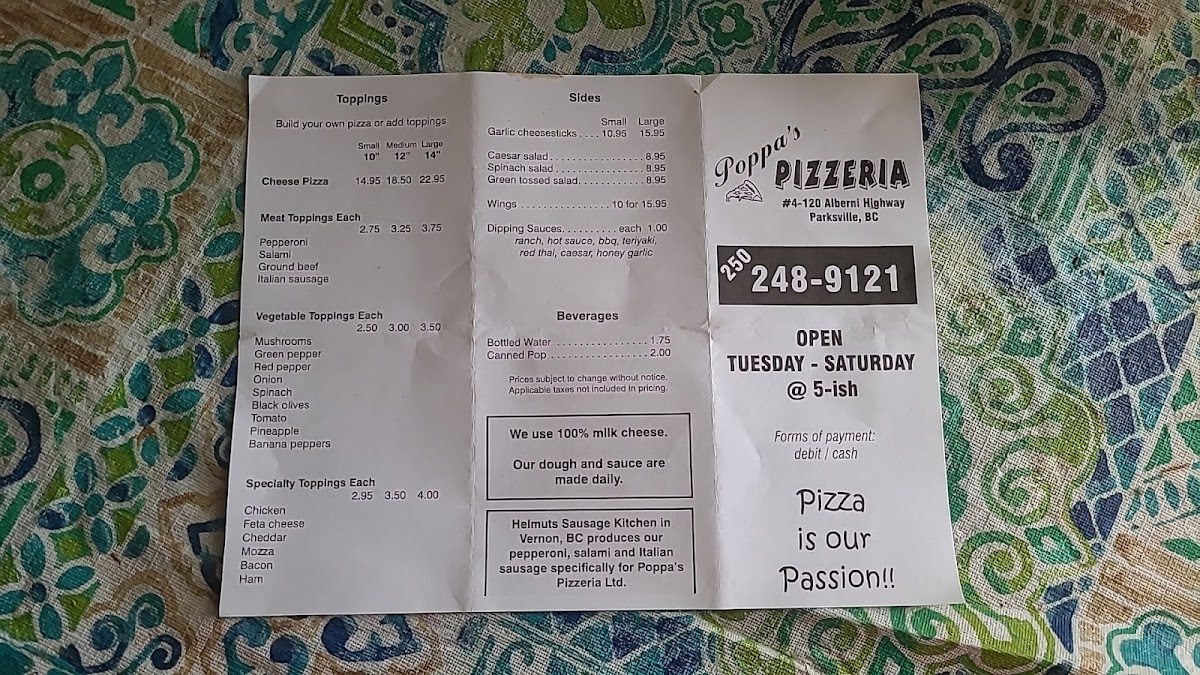 Toppings
Build your own pizza or add toppings
Small Medium Large
10" 12" 14"
Cheese Pizza 14.95 18.50 22.95
Meat Toppings Each
2.75 3.25 3.75
Pepperoni
Salami
Ground beef
Italian sausage
Vegetable Toppings Each
2.50 3.00 3.50
Mushrooms
Green pepper
Red pepper
Onion
Spinach
Black olives
Tomato
Pineapple
Banana peppers
Specialty Toppings Each
2.95 3.50 4.00
Chicken
Feta cheese
Cheddar
Mozza
Bacon
Ham
Sides
Small Large
Garlic cheesesticks .... 10.95 15.95
Caesar salad ................ 8.95
Spinach salad ................ 8.95
Green tossed salad ............ 8.95
Wings ................ 10 for 15.95
Dipping Sauces .......... each 1.00
ranch, hot sauce, bbq, teriyaki,
red thai, caesar, honey garlic
Beverages
Bottled Water ................ 1.75
Canned Pop ................ 2.00
Prices subject to change without notice.
Applicable taxes not included in pricing.
We use 100% milk cheese.
Our dough and sauce are
made daily.
Helmuts Sausage Kitchen in
Vernon, BC produces our
pepperoni, salami and Italian
sausage specifically for Poppa's
Pizzeria Ltd.
Poppa's
PIZZERIA
#4-120 Alberni Highway
Parksville, BC
250 248-9121
OPEN
TUESDAY - SATURDAY
@ 5-ish
Forms of payment:
debit / cash
Pizza
is our
Passion!!